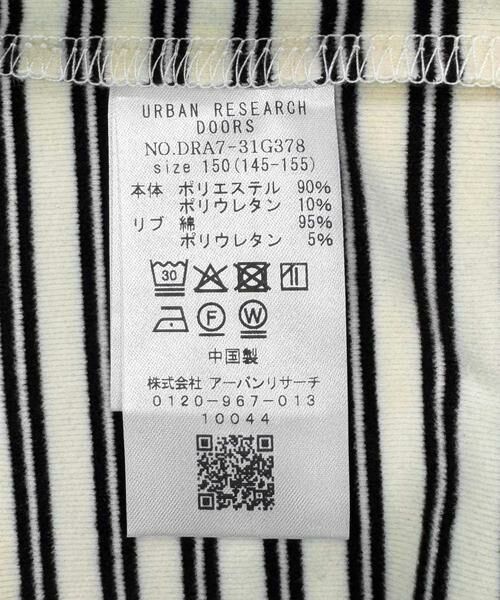 URBAN RESEARCH
DOORS
NO.DRA7-31G378
size 150(145-155)
本体 ポリエステル 90%
ポリウレタン 10%
リブ 綿 95%
ポリウレタン 5%
30
F W
中国製
株式会社 アーバンリサーチ
0120-967-013
10044